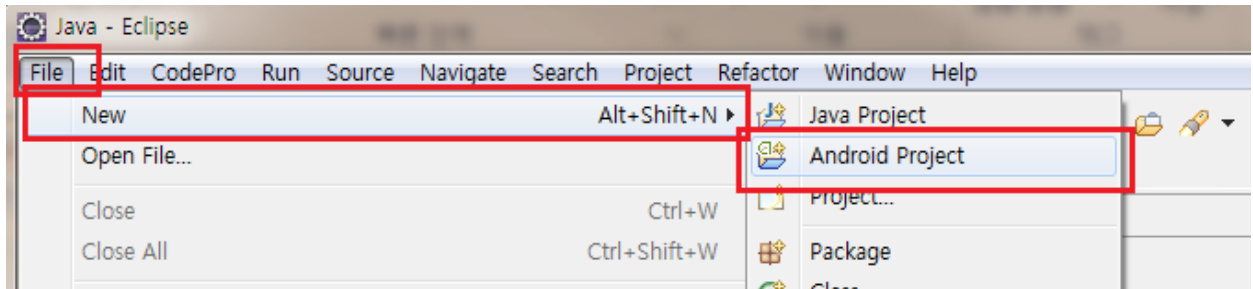 Java - Eclipse
File Edit CodePro Run Source Navigate Search Project Refactor Window Help
New Alt+Shift+N
Open File...
Close Ctrl+W
Close All Ctrl+Shift+W
Java Project
Android Project
Project...
Package
Class